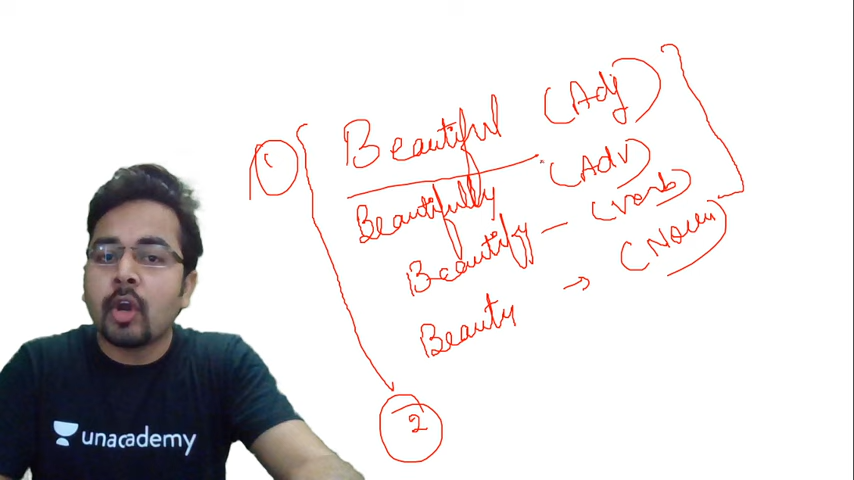 1
Beautiful (Adj)
Beautifully (Adv)
Beautify - (Verb)
Beauty → (Noun)
2
unacademy